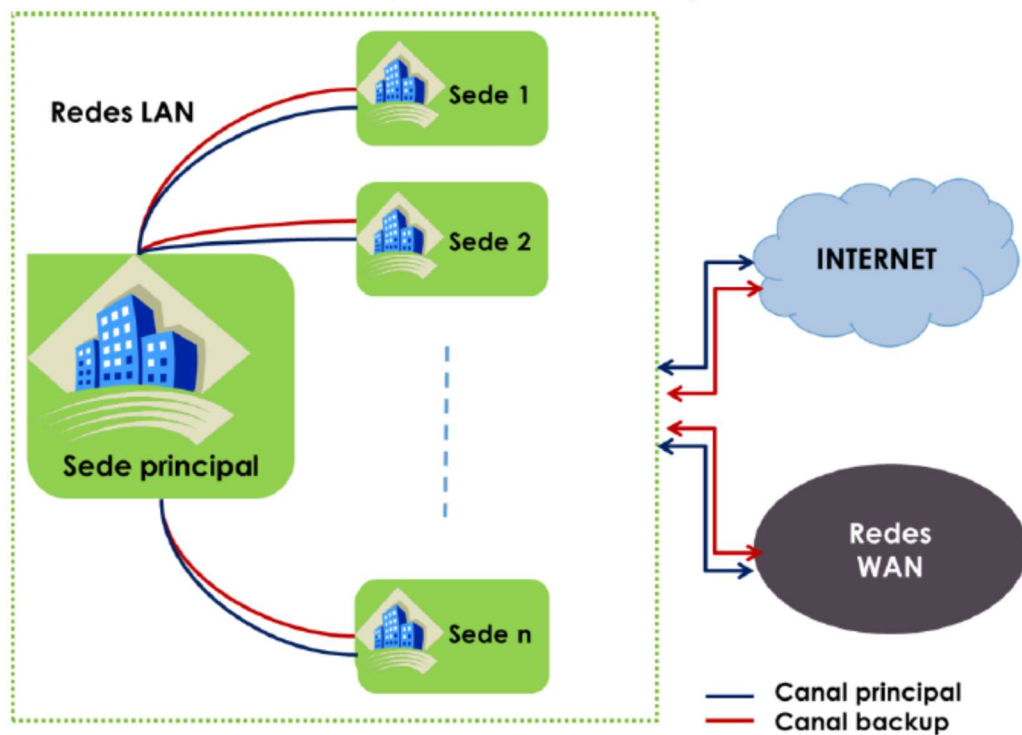 Redes LAN
Sede 1
Sede 2
Sede principal
Sede n
INTERNET
Redes
WAN
Canal principal
Canal backup